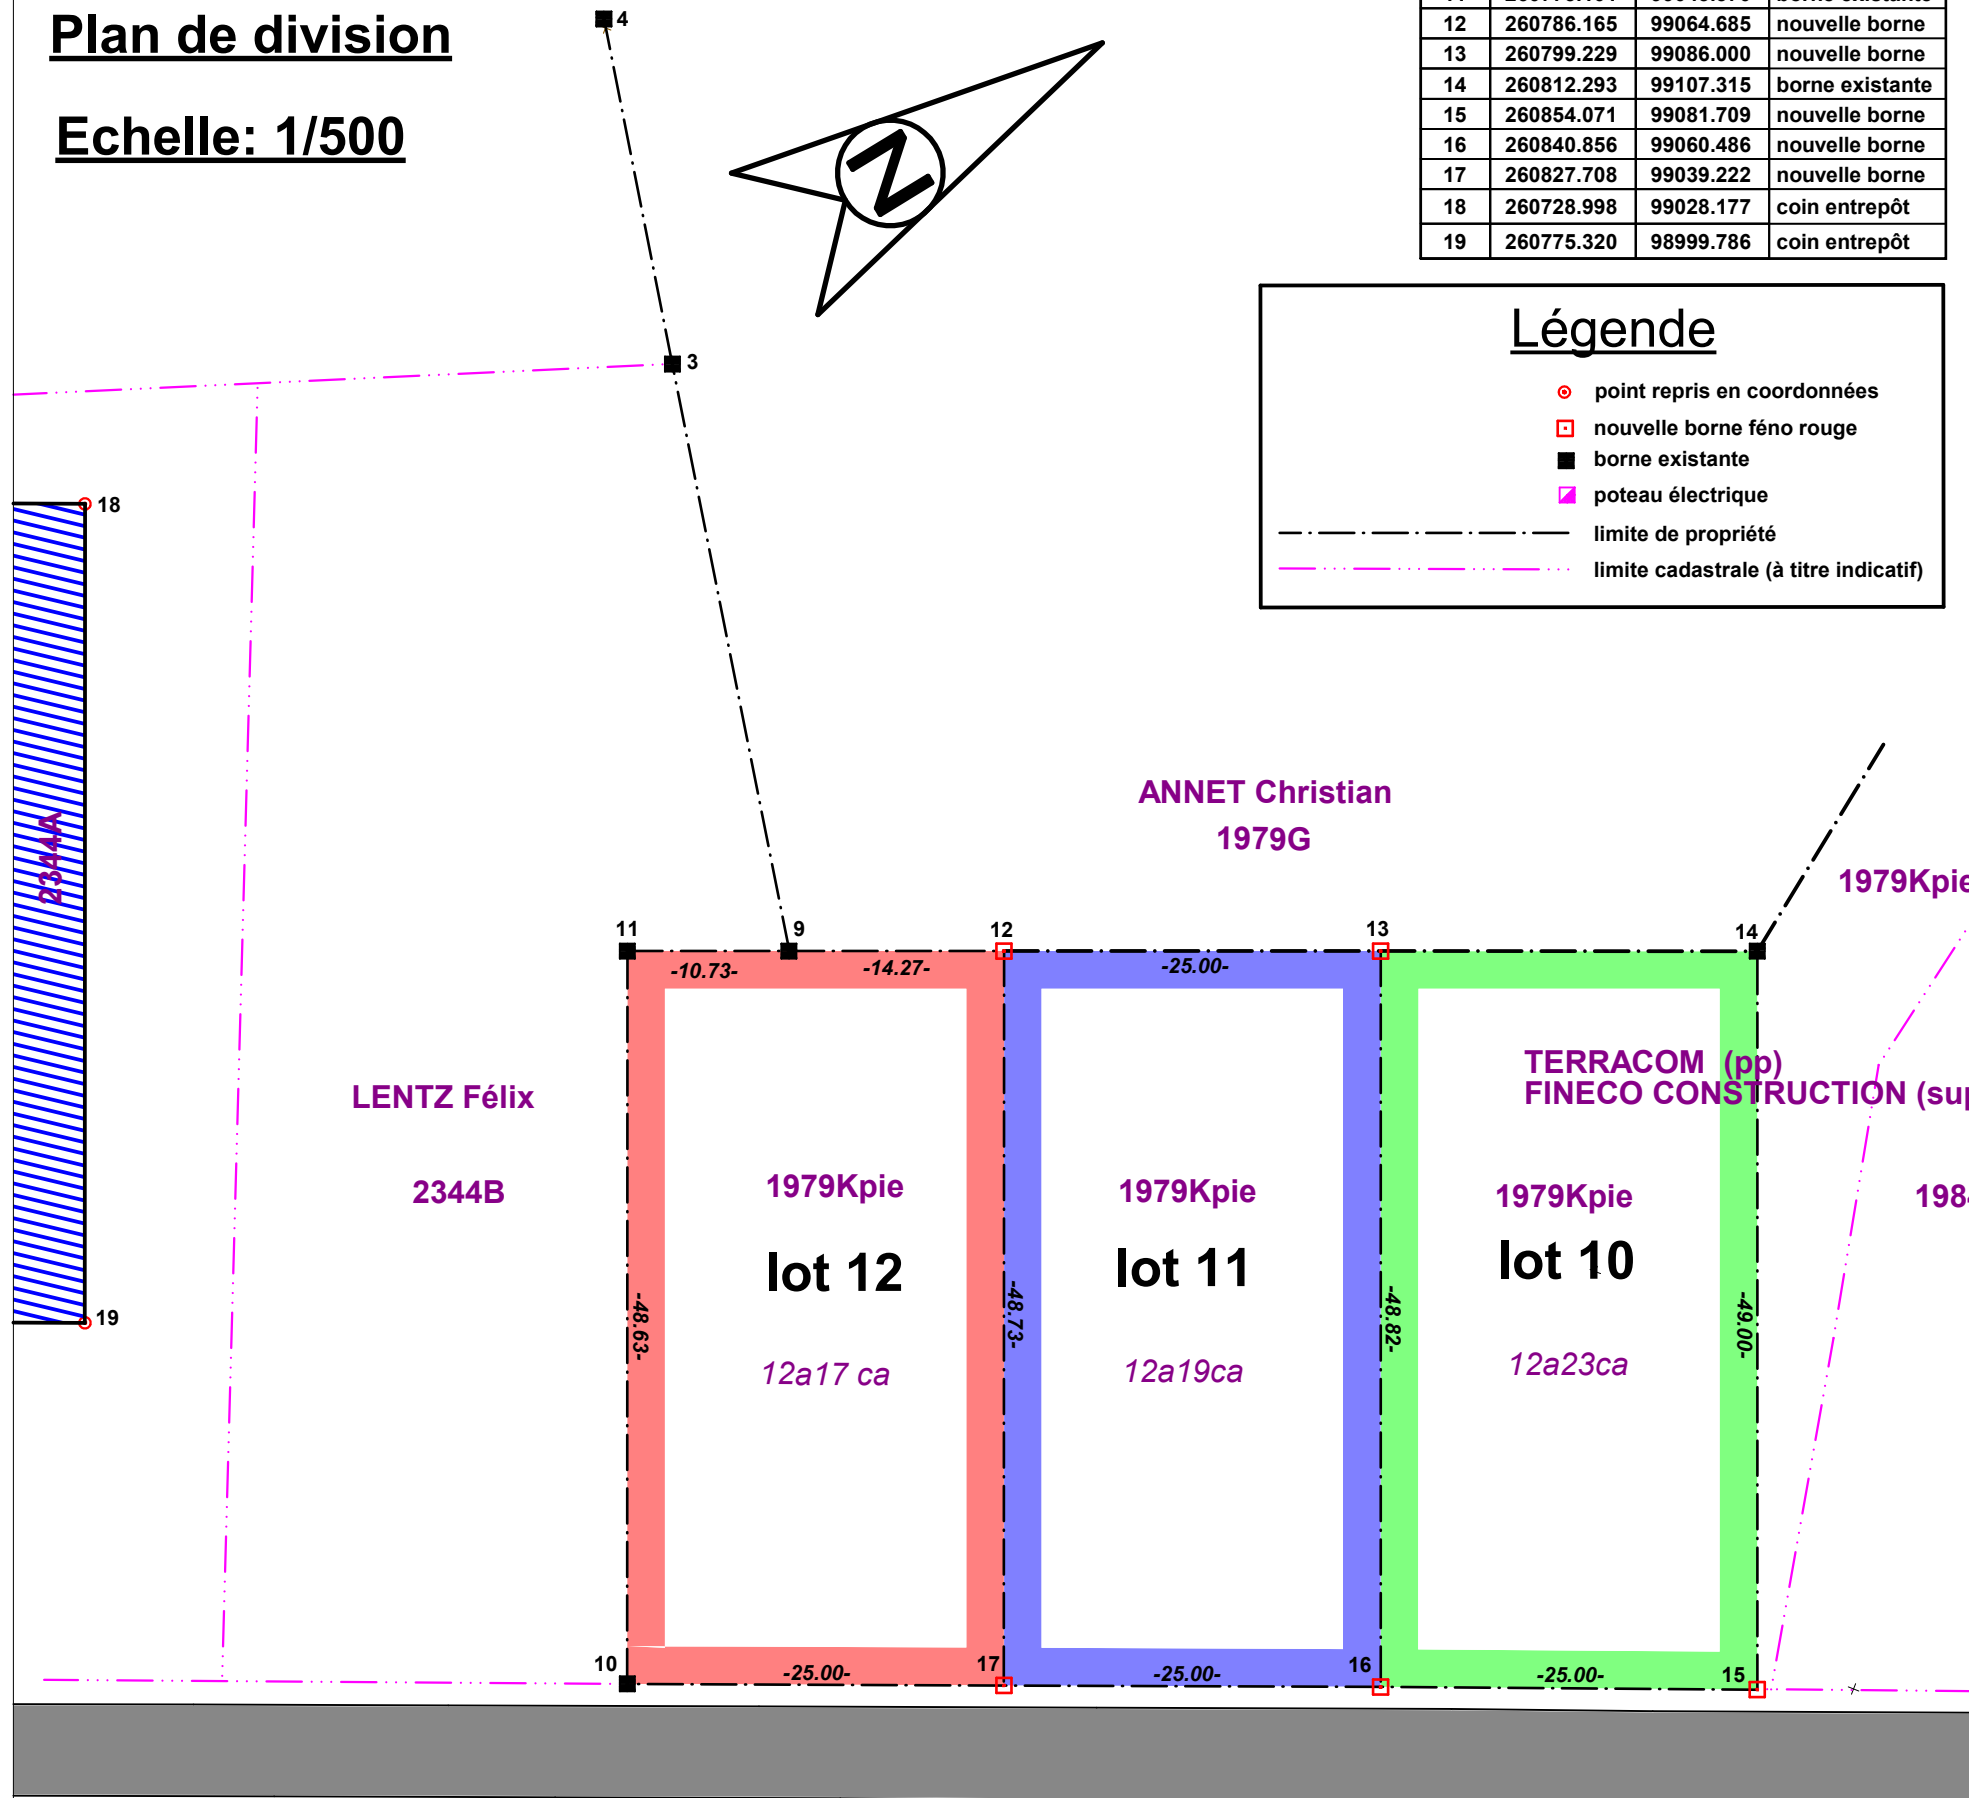 Plan de division
Echelle: 1/500
4
12 260786.165 99064.685 nouvelle borne
13 260799.229 99086.000 nouvelle borne
14 260812.293 99107.315 borne existante
15 260854.071 99081.709 nouvelle borne
16 260840.856 99060.486 nouvelle borne
17 260827.708 99039.222 nouvelle borne
18 260728.998 99028.177 coin entrepôt
19 260775.320 98999.786 coin entrepôt
N
Légende
point repris en coordonnées
nouvelle borne féno rouge
borne existante
poteau électrique
limite de propriété
limite cadastrale (à titre indicatif)
3
18
2344A
19
ANNET Christian
1979G
1979Kpie
11
9
12
13
14
-10.73-
-14.27-
-25.00-
TERRACOM (pp)
FINECO CONSTRUCTION (sup
LENTZ Félix
2344B
1979Kpie
1979Kpie
1979Kpie
1984
lot 12
lot 11
lot 10
-48.63-
-48.73-
-48.82-
-49.00-
12a17 ca
12a19ca
12a23ca
10
17
16
15
-25.00-
-25.00-
-25.00-